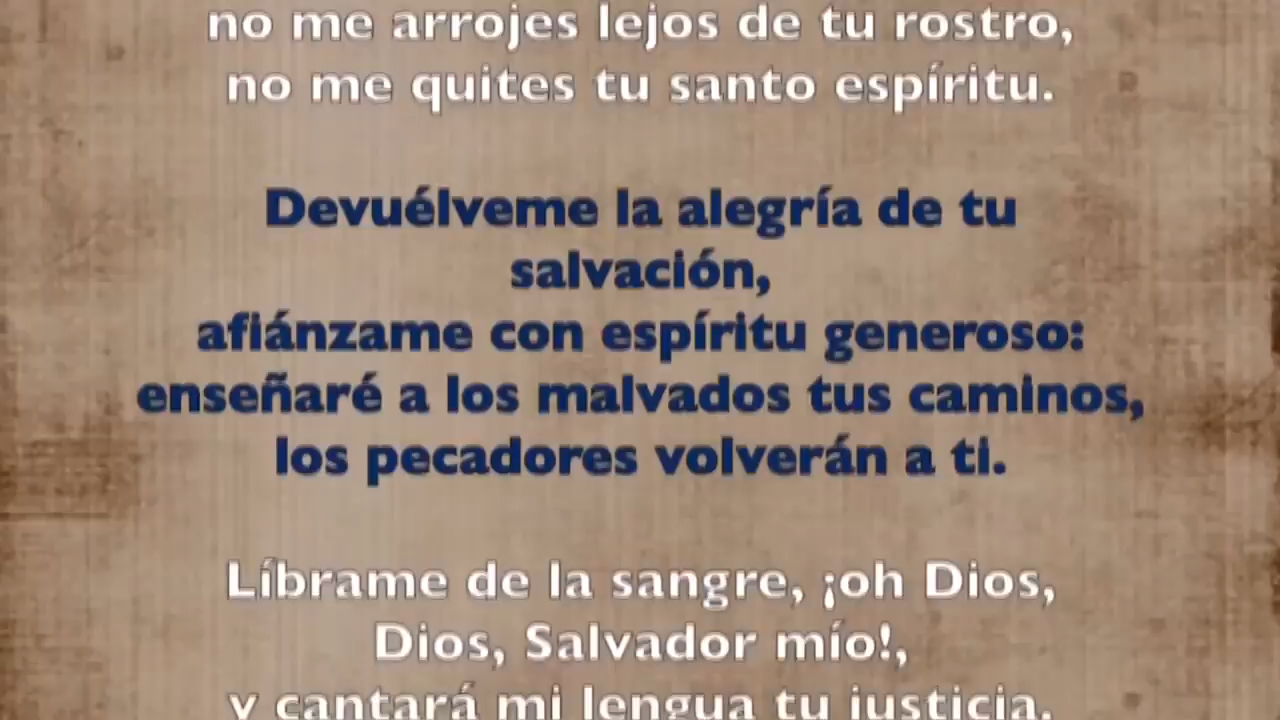 no me arrojes lejos de tu rostro,
no me quites tu santo espíritu.
Devuélveme la alegría de tu
salvación,
afiánzame con espíritu generoso:
enseñaré a los malvados tus caminos,
los pecadores volverán a ti.
Líbrame de la sangre, ¡oh Dios,
Dios, Salvador mío!,
y cantará mi lengua tu justicia.